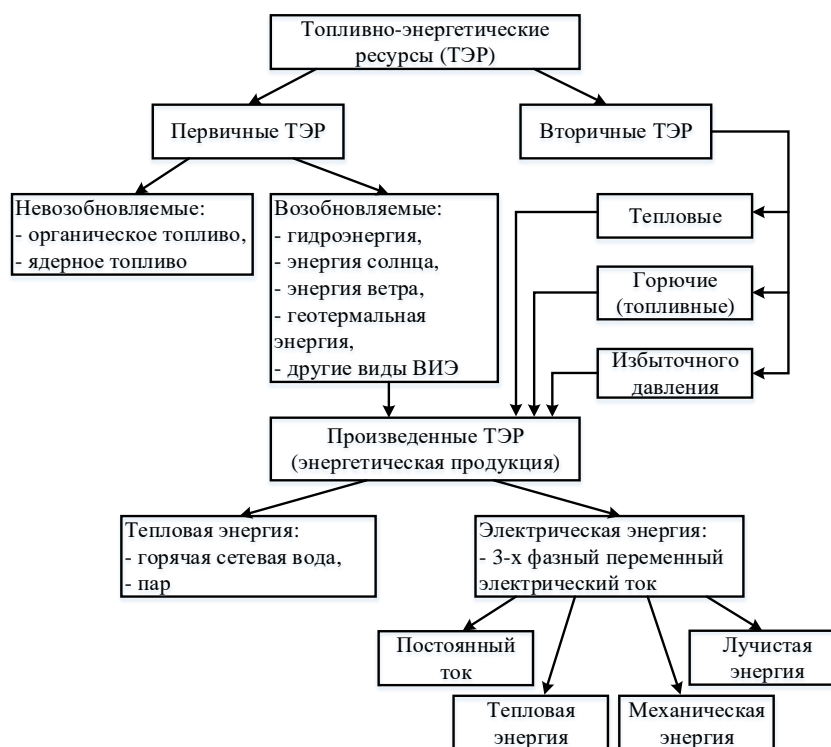 Топливно-энергетические
ресурсы (ТЭР)
Первичные ТЭР
Вторичные ТЭР
Невозобновляемые:
- органическое топливо,
- ядерное топливо
Возобновляемые:
- гидроэнергия,
- энергия солнца,
- энергия ветра,
- геотермальная
энергия,
- другие виды ВИЭ
Тепловые
Горючие
(топливные)
Избыточного
давления
Произведенные ТЭР
(энергетическая продукция)
Тепловая энергия:
- горячая сетевая вода,
- пар
Электрическая энергия:
- 3-х фазный переменный
электрический ток
Постоянный
ток
Тепловая
энергия
Механическая
энергия
Лучистая
энергия